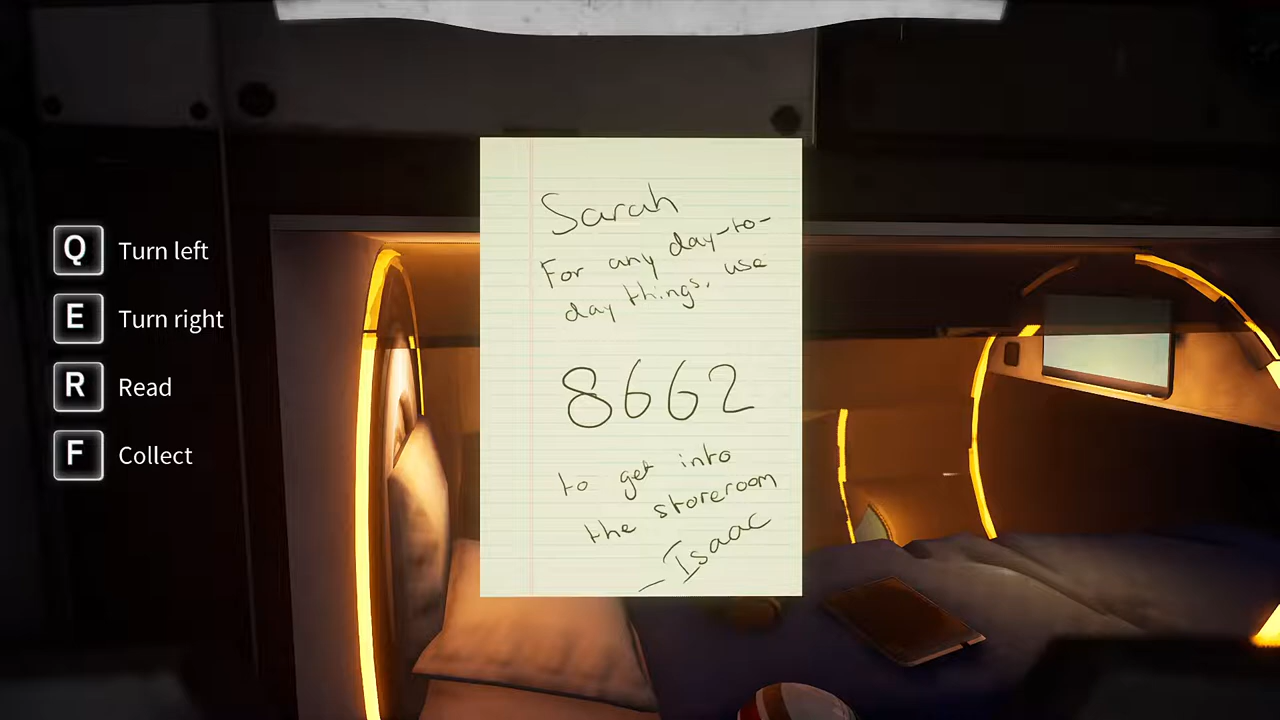 Q Turn left
E Turn right
R Read
F Collect
Sarah
For any day-to-
day things, use
8662
to get into
the storeroom
- Isaac